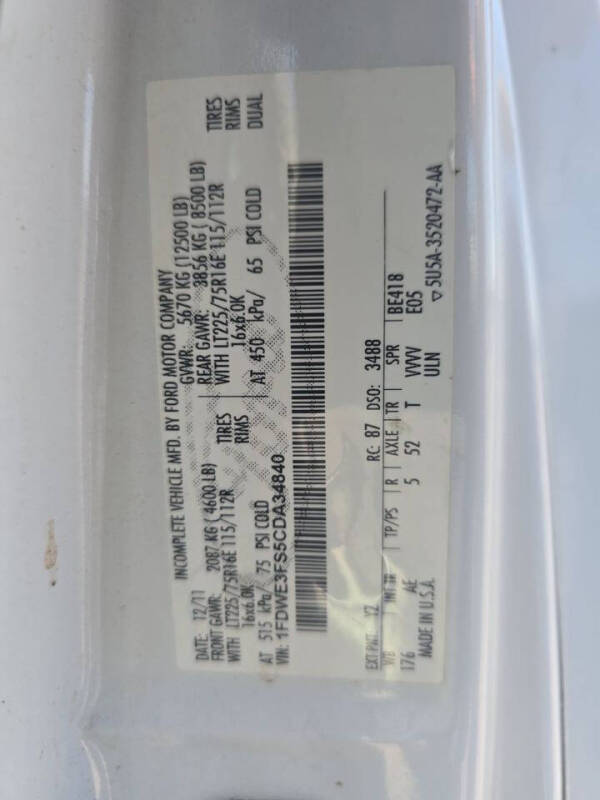 INCOMPLETE VEHICLE MFD. BY FORD MOTOR COMPANY
DATE: 12/11 GVWR: 5670 KG (12500 LB)
FRONT GAWR: 2087 KG ( 4600 LB) REAR GAWR: 3856 KG ( 8500 LB)
WITH LT225/75R16E 115/112R TIRES WITH LT225/75R16E 115/112R TIRES
16x6.0K RIMS 16x6.0K RIMS
AT 515 kPa/ 75 PSI COLD AT 450 kPa/ 65 PSI COLD DUAL
VIN: 1FDWE3FS5CDA34840
EXT PNT: YZ RC: 87 DSO: 3488
WB INT TR TP/PS R AXLE TR SPR BE418
176 AE 5 52 T VVVV E05
MADE IN U.S.A. ULN ▽5U5A-3520472-AA